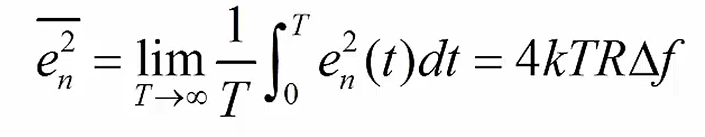 $\overline{e_n^2} = \lim_{T \to \infty} \frac{1}{T} \int_0^T e_n^2(t)dt = 4kTR\Delta f$